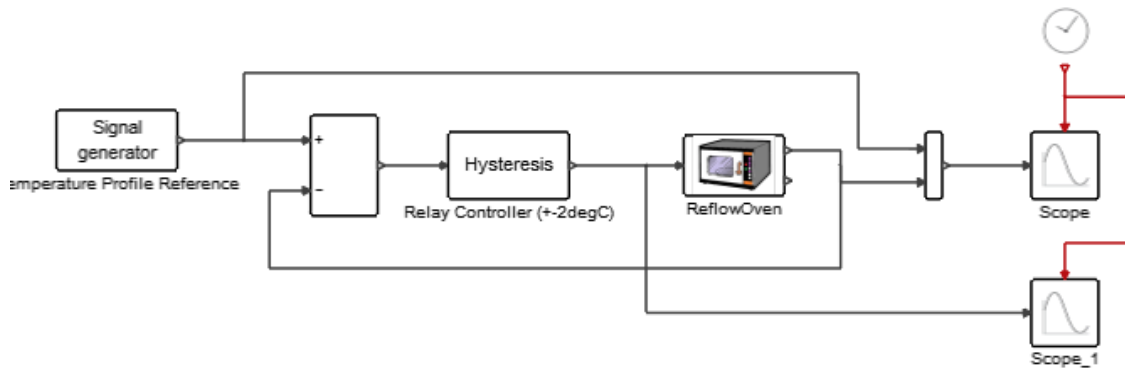 Signal
generator
emperature Profile Reference
+
−
Hysteresis
Relay Controller (+-2degC)
ReflowOven
Scope
Scope_1